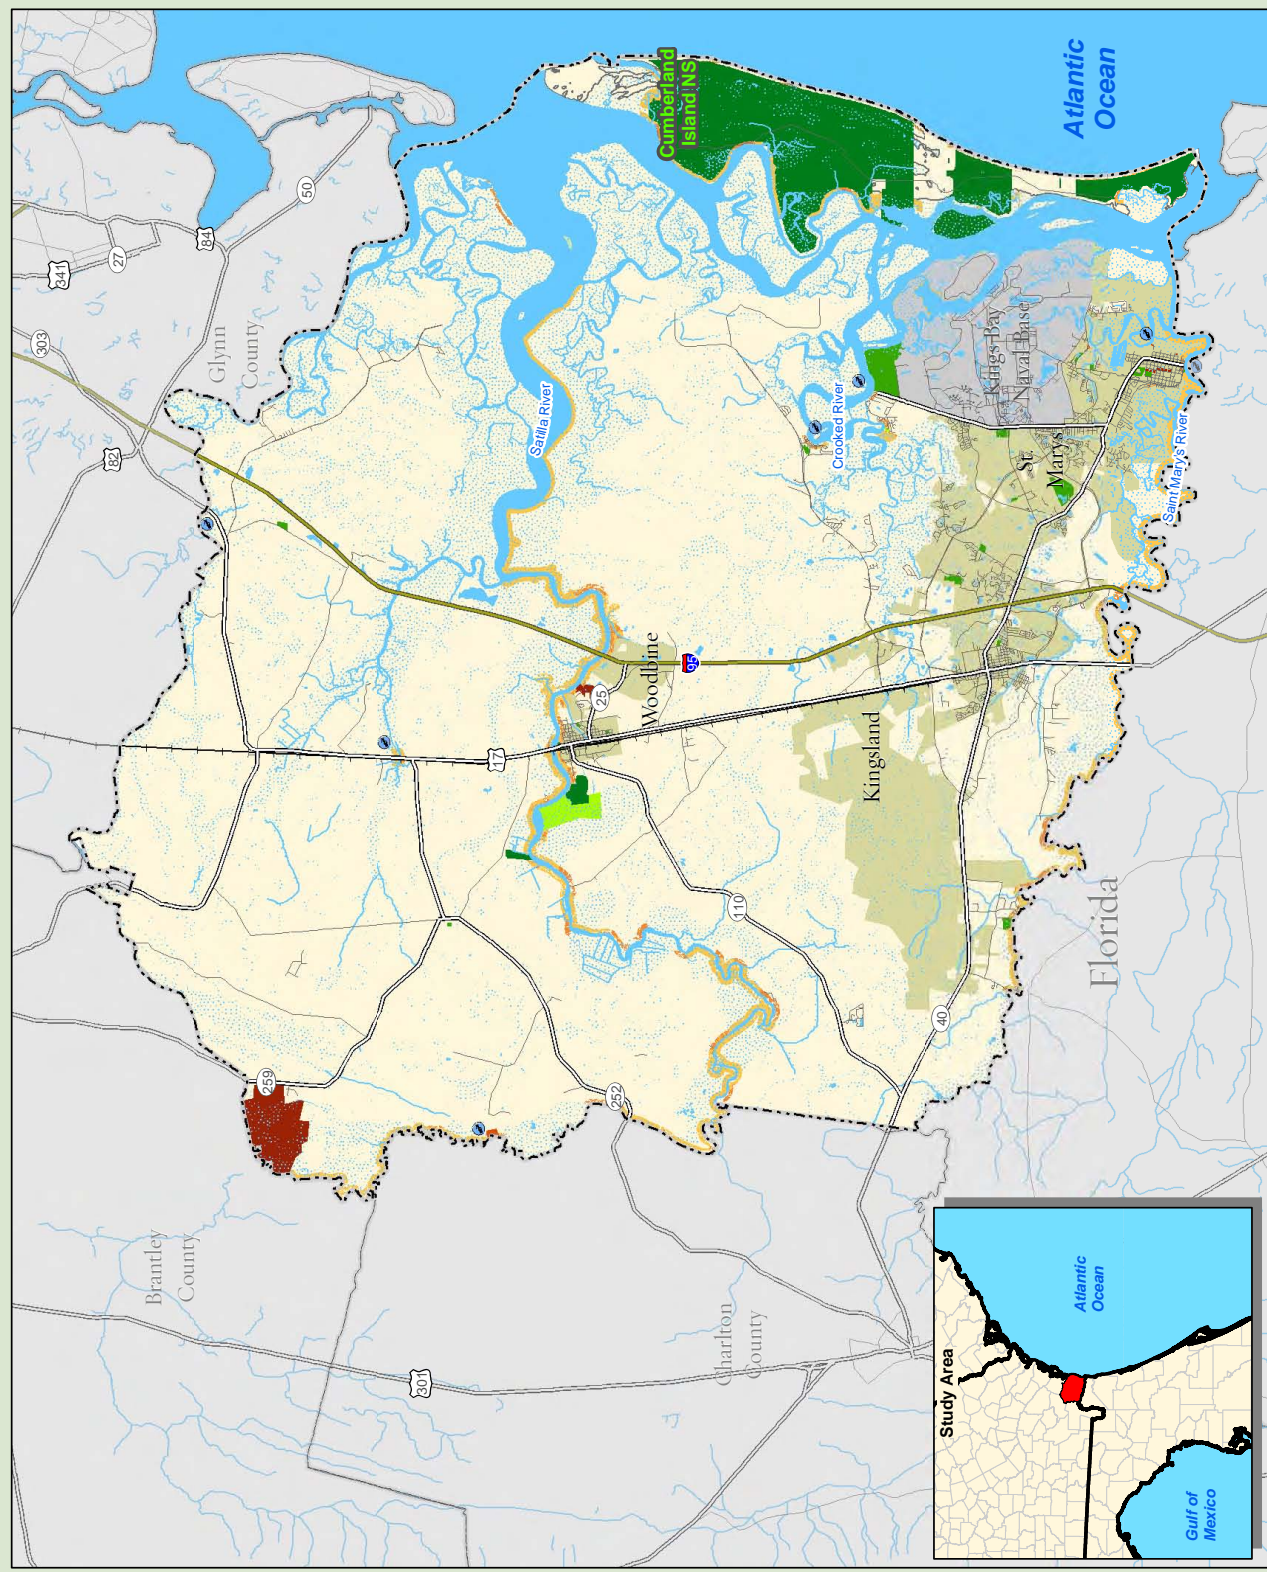 Cumberland
Island NS
Atlantic
Ocean
50
84
27
341
303
Glynn
County
82
Satilla River
Crooked River
Kings Bay
Naval Base
St.
Marys
Saint Mary's River
95
Woodbine
25
17
Kingsland
110
40
Florida
259
252
Brantley
County
Charlton
County
301
Study Area
Atlantic
Ocean
Gulf of
Mexico